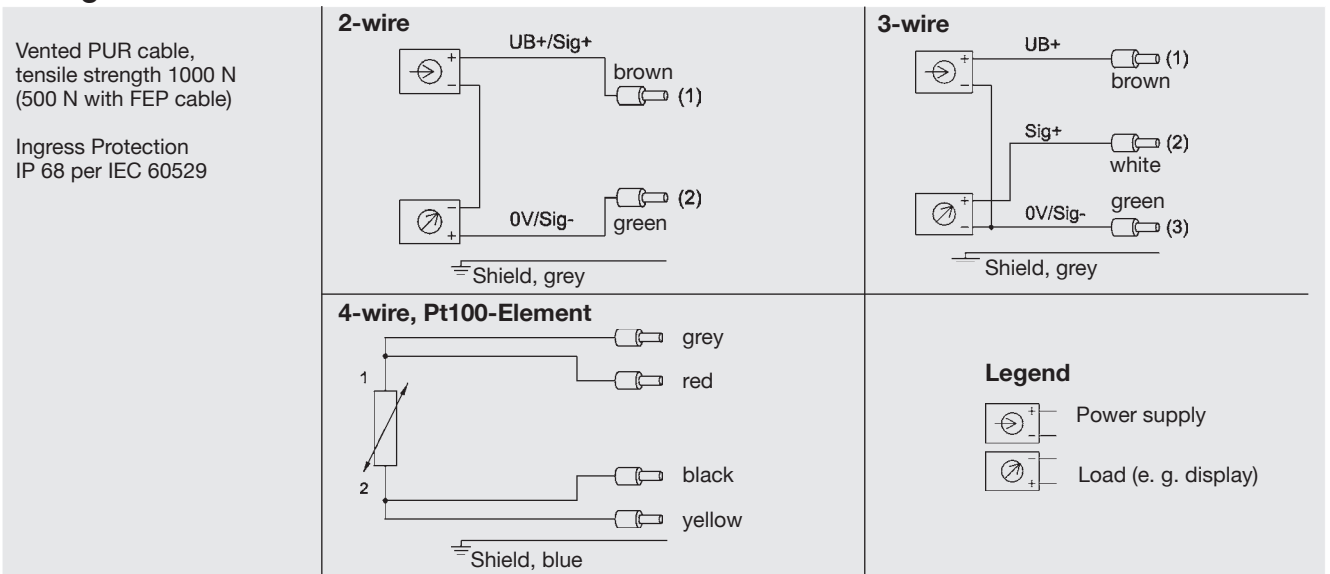 Vented PUR cable,
tensile strength 1000 N
(500 N with FEP cable)
Ingress Protection
IP 68 per IEC 60529
2-wire
UB+/Sig+
+
−
brown
(1)
−
+
0V/Sig-
(2)
green
Shield, grey
3-wire
UB+
+
−
(1)
brown
Sig+
(2)
white
+
−
0V/Sig-
green
(3)
Shield, grey
4-wire, Pt100-Element
grey
red
1
2
black
yellow
Shield, blue
Legend
+
−
Power supply
−
+
Load (e. g. display)